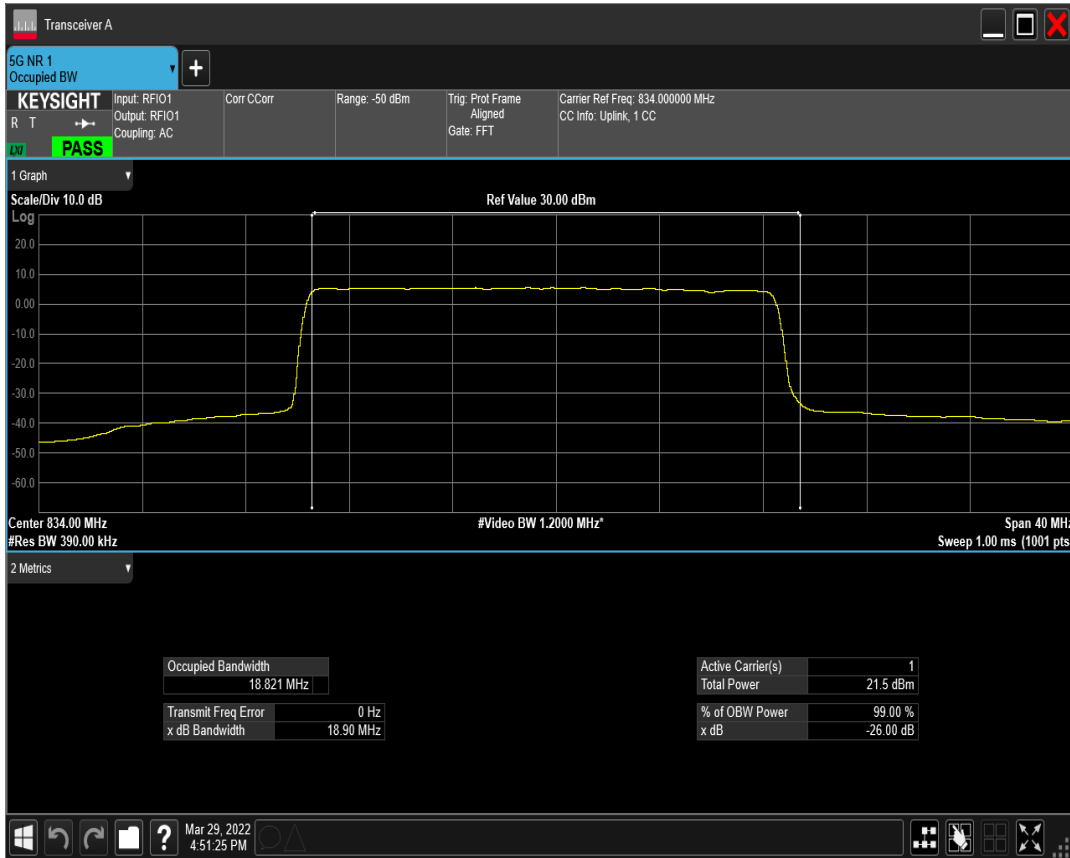 Transceiver A
5G NR 1
Occupied BW
+
KEYSIGHT
R T
LXI
PASS
Input: RFIO1
Output: RFIO1
Coupling: AC
Corr CCorr
Range: -50 dBm
Trig: Prot Frame
Aligned
Gate: FFT
Carrier Ref Freq: 834.000000 MHz
CC Info: Uplink, 1 CC
1 Graph
Scale/Div 10.0 dB
Ref Value 30.00 dBm
Log
20.0
10.0
0.00
-10.0
-20.0
-30.0
-40.0
-50.0
-60.0
Center 834.00 MHz
#Video BW 1.2000 MHz*
Span 40 MHz
#Res BW 390.00 kHz
Sweep 1.00 ms (1001 pts
2 Metrics
Occupied Bandwidth
18.821 MHz
Transmit Freq Error 0 Hz
x dB Bandwidth 18.90 MHz
Active Carrier(s) 1
Total Power 21.5 dBm
% of OBW Power 99.00 %
x dB -26.00 dB
?
Mar 29, 2022
4:51:25 PM